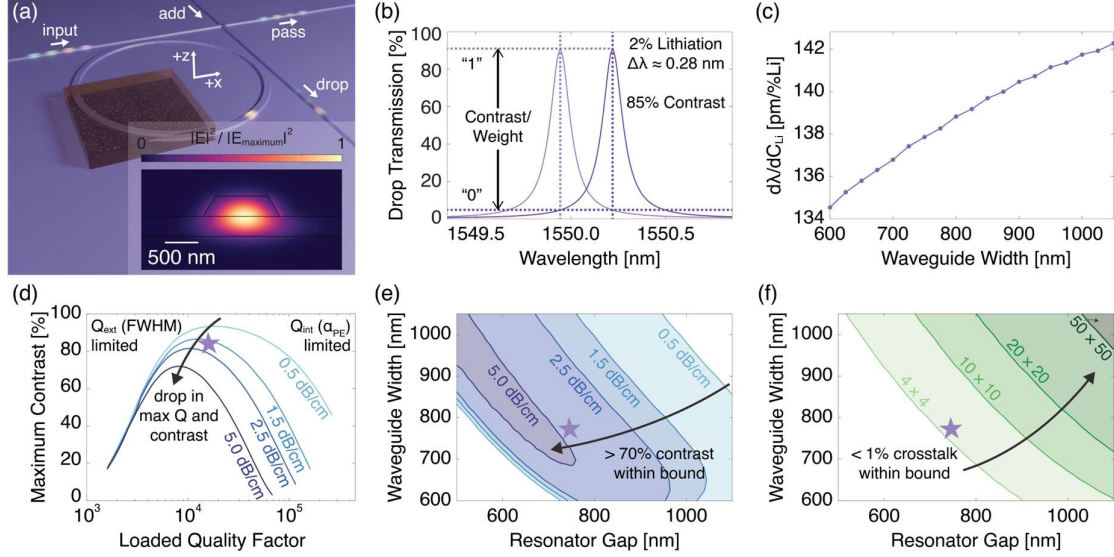 (a)
input
add
pass
drop
+z
+x
|E|² / |Emaximum|²
0
1
500 nm
(b)
Drop Transmission [%]
100
80
60
40
20
0
"1"
Contrast/
Weight
"0"
2% Lithiation
Δλ ≈ 0.28 nm
85% Contrast
1549.5
1550.0
1550.5
Wavelength [nm]
(c)
dλ/dCLi [pm/%Li]
142
140
138
136
134
600
700
800
900
1000
Waveguide Width [nm]
(d)
Maximum Contrast [%]
100
80
60
40
20
0
Qext (FWHM)
limited
Qint (αPE)
limited
drop in
max Q and
contrast
0.5 dB/cm
1.5 dB/cm
2.5 dB/cm
5.0 dB/cm
10³
10⁴
10⁵
Loaded Quality Factor
(e)
Waveguide Width [nm]
1000
900
800
700
600
5.0 dB/cm
2.5 dB/cm
1.5 dB/cm
0.5 dB/cm
> 70% contrast
within bound
600
800
1000
Resonator Gap [nm]
(f)
Waveguide Width [nm]
1000
900
800
700
600
4 × 4
10 × 10
20 × 20
50 × 50
< 1% crosstalk
within bound
600
800
1000
Resonator Gap [nm]